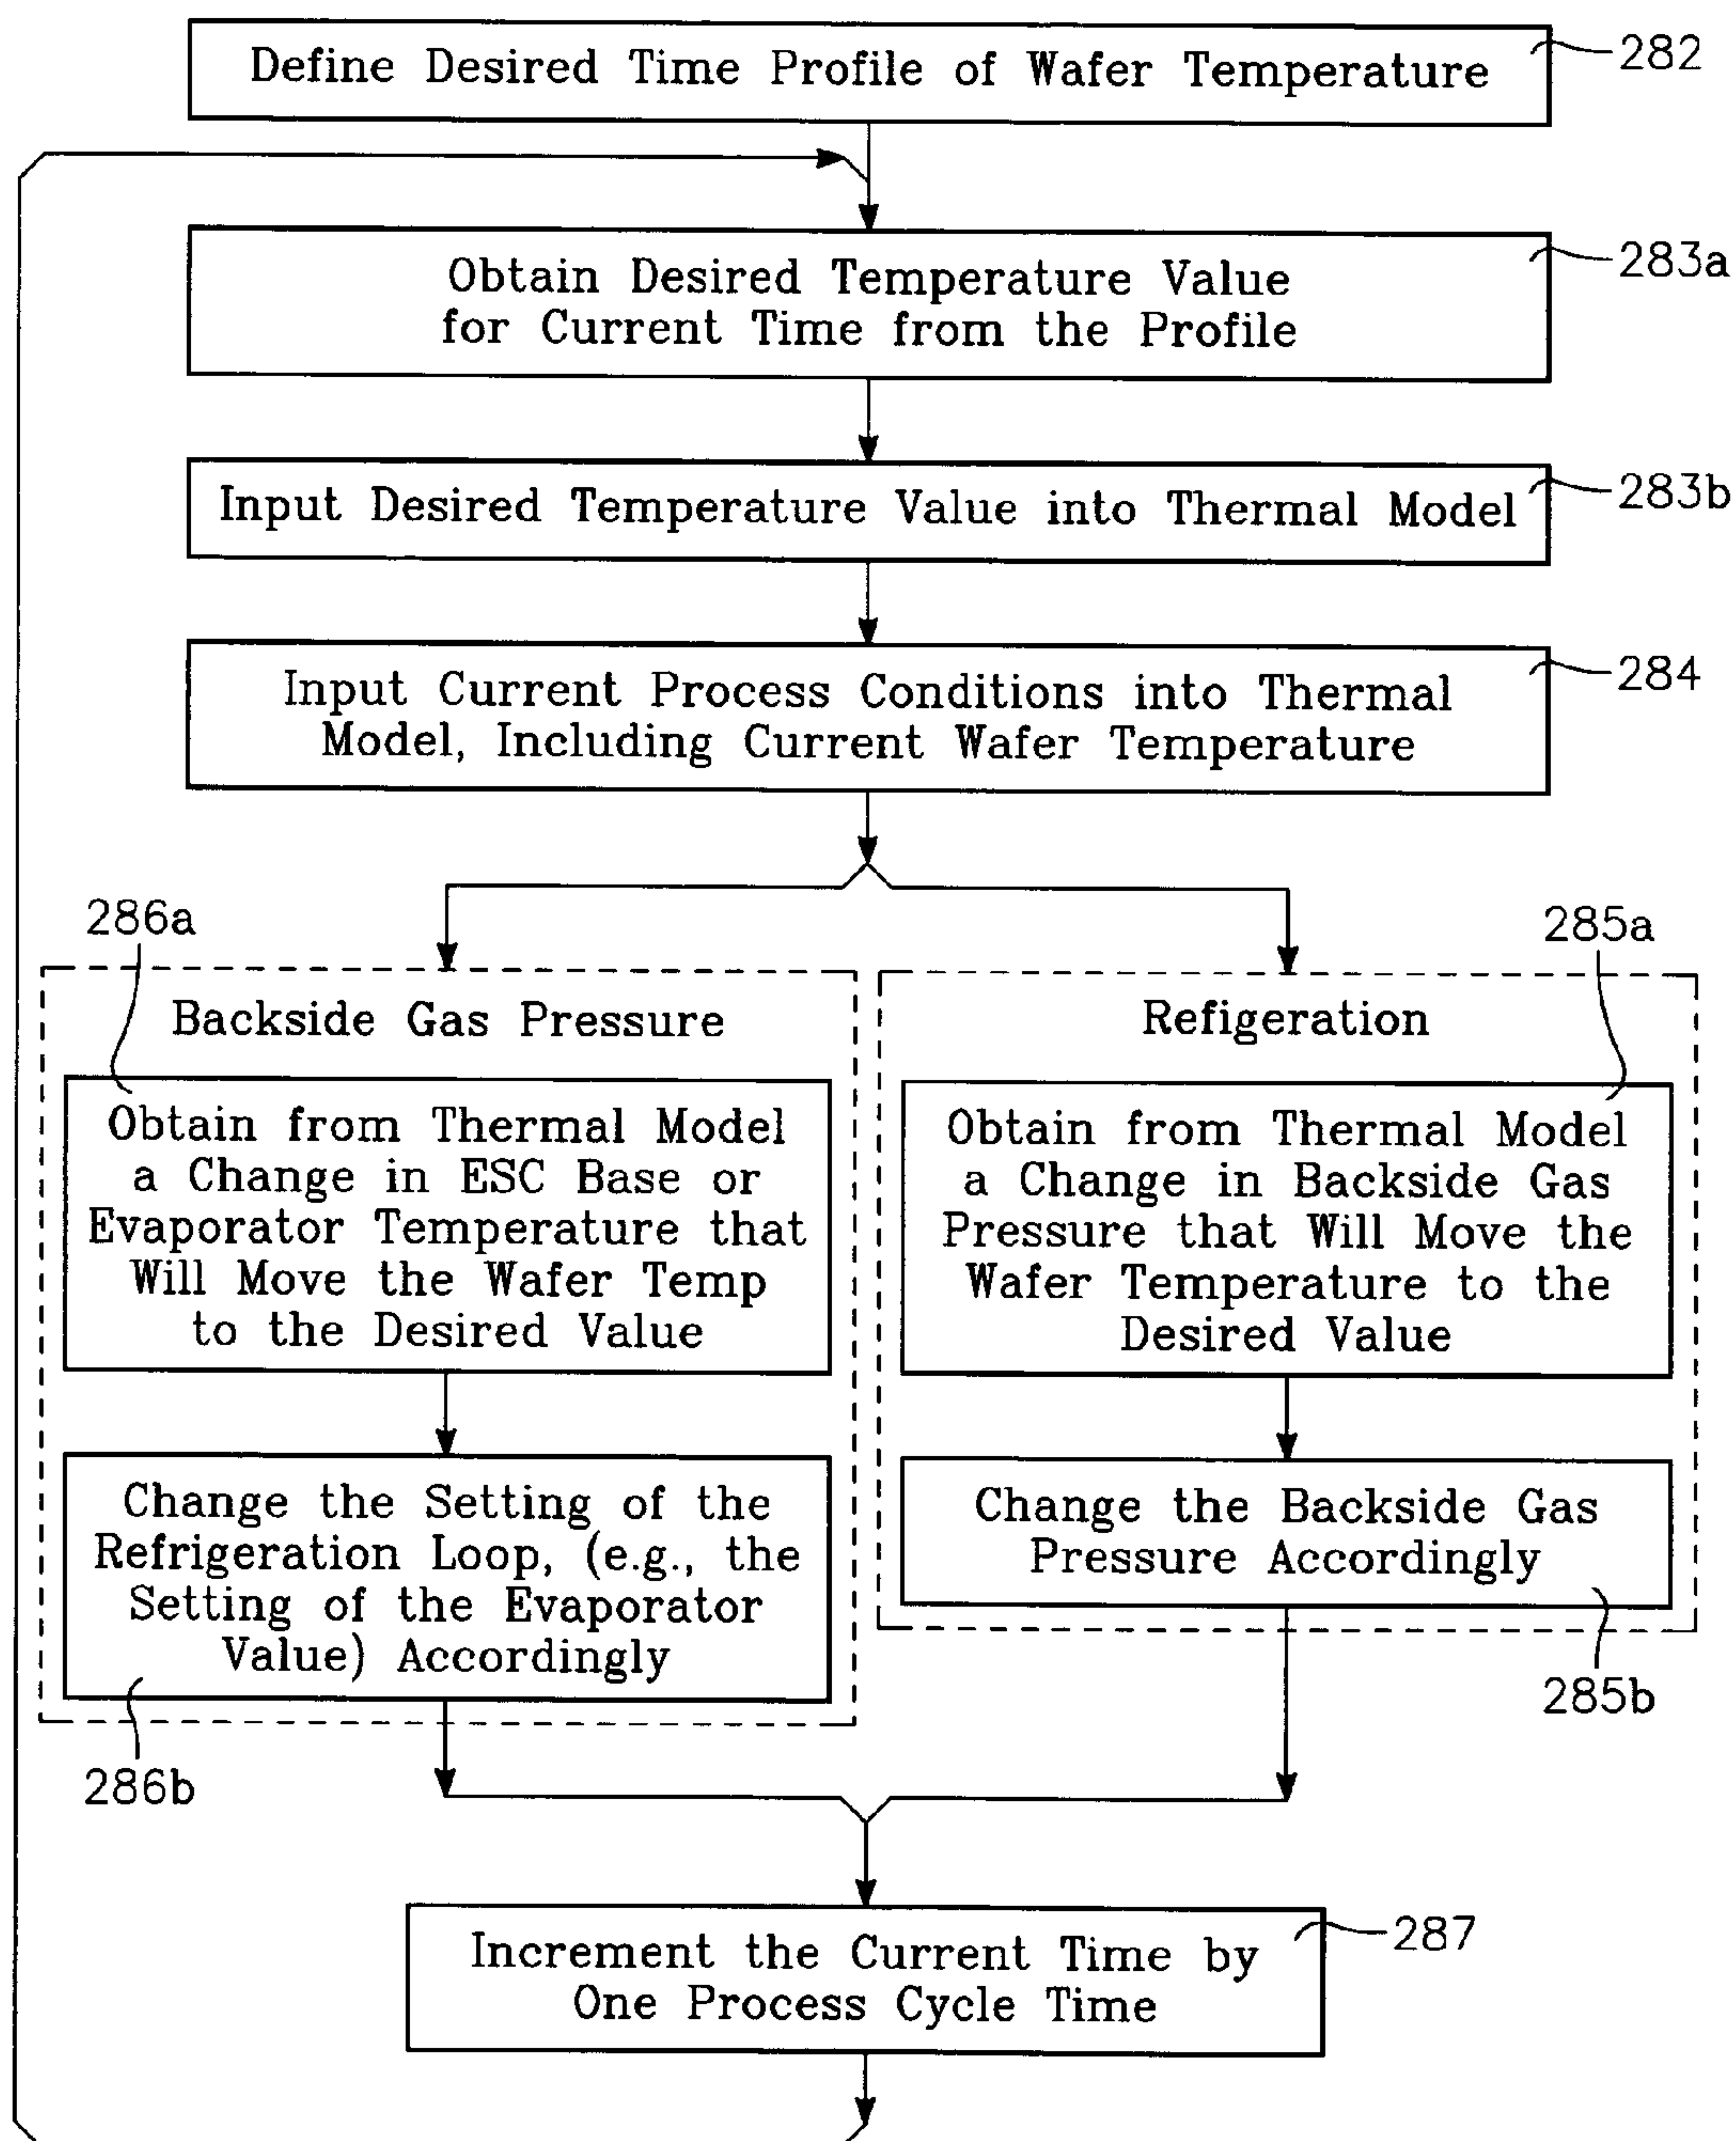 Define Desired Time Profile of Wafer Temperature
282
Obtain Desired Temperature Value
for Current Time from the Profile
283a
Input Desired Temperature Value into Thermal Model
283b
Input Current Process Conditions into Thermal
Model, Including Current Wafer Temperature
284
286a
Backside Gas Pressure
Obtain from Thermal Model
a Change in ESC Base or
Evaporator Temperature that
Will Move the Wafer Temp
to the Desired Value
Change the Setting of the
Refrigeration Loop, (e.g., the
Setting of the Evaporator
Value) Accordingly
286b
285a
Refigeration
Obtain from Thermal Model
a Change in Backside Gas
Pressure that Will Move the
Wafer Temperature to the
Desired Value
Change the Backside Gas
Pressure Accordingly
285b
Increment the Current Time by
One Process Cycle Time
287